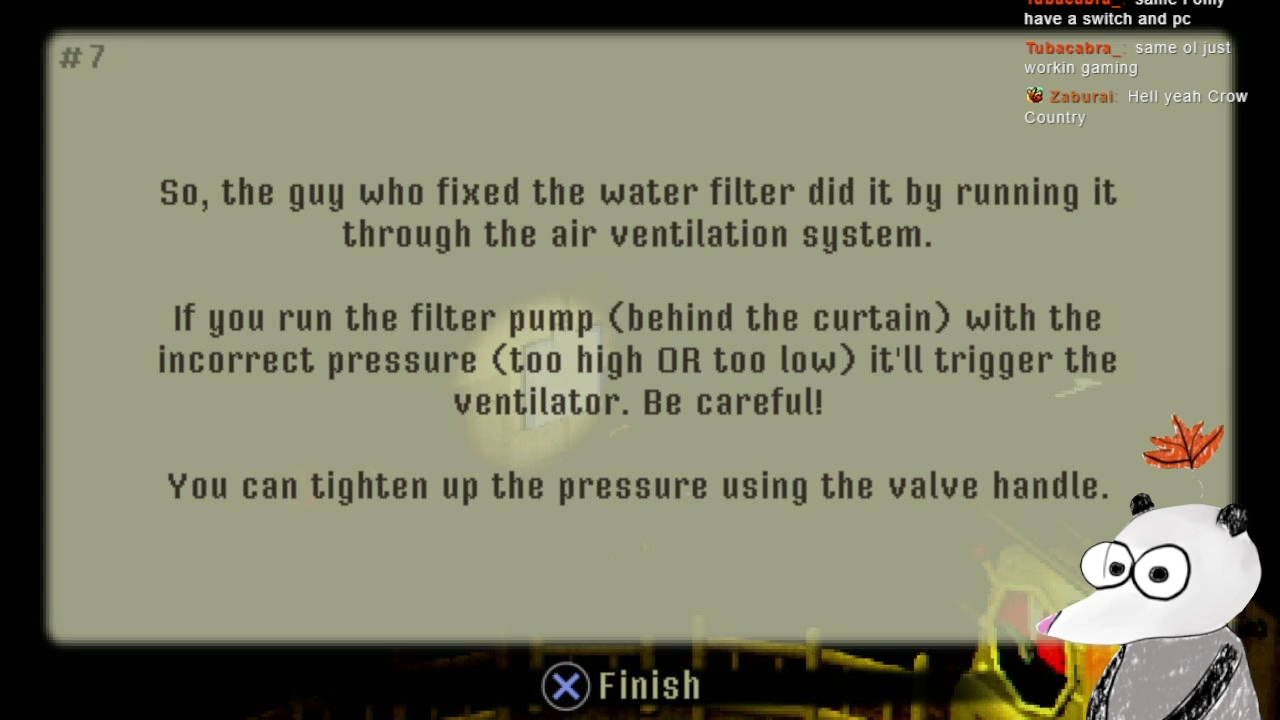 #7
Tubacabra_: same I only
have a switch and pc
Tubacabra_: same ol just
workin gaming
Zaburai: Hell yeah Crow
Country
So, the guy who fixed the water filter did it by running it
through the air ventilation system.
If you run the filter pump (behind the curtain) with the
incorrect pressure (too high OR too low) it'll trigger the
ventilator. Be careful!
You can tighten up the pressure using the valve handle.
Finish